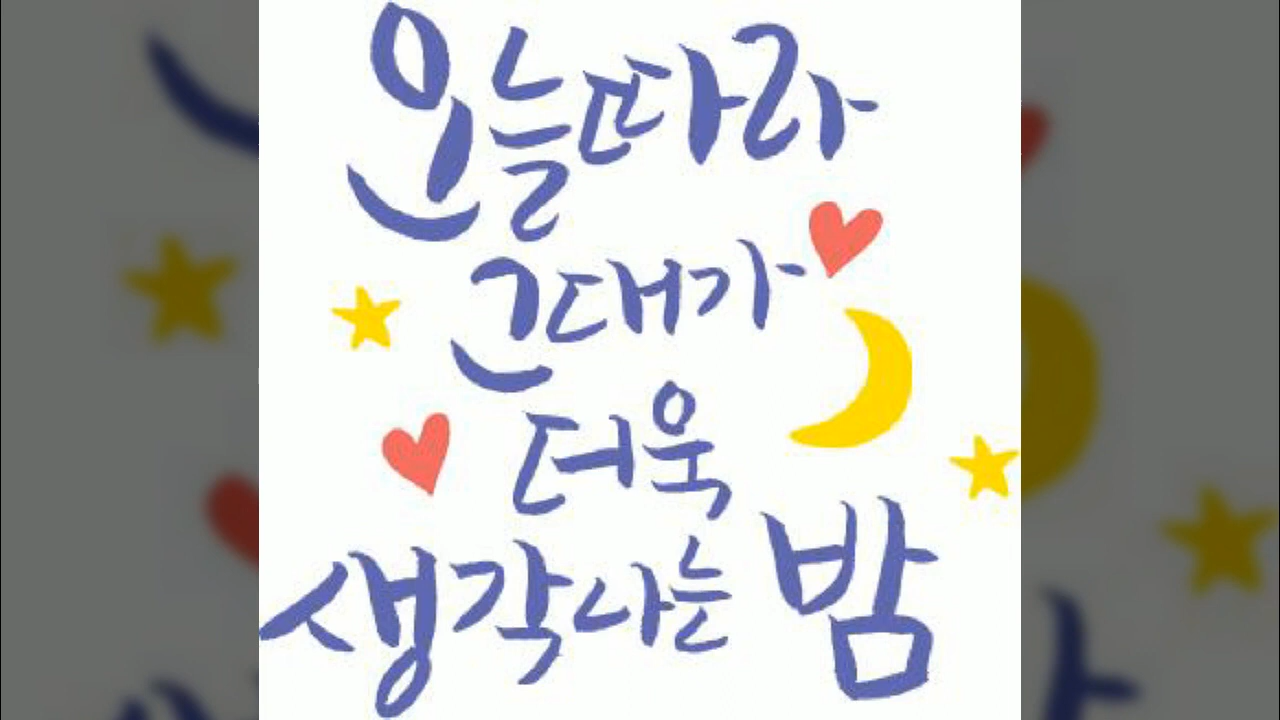 오늘따라
그대가
더욱
생각나는 밤